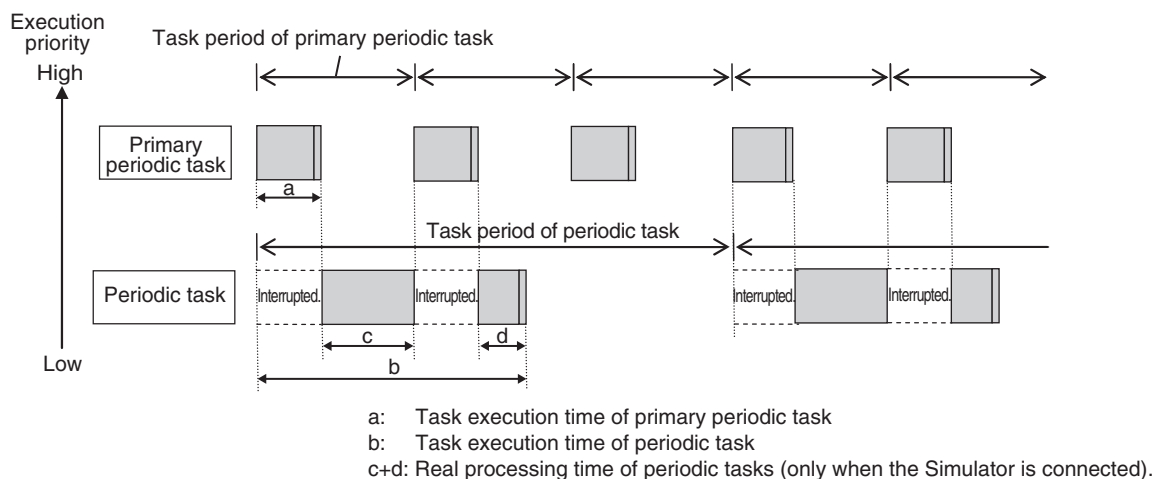 Execution
priority
High
Task period of primary periodic task
Primary
periodic task
a
Task period of periodic task
Periodic task
Interrupted.
Interrupted.
Interrupted.
Interrupted.
c
d
b
Low
a: Task execution time of primary periodic task
b: Task execution time of periodic task
c+d: Real processing time of periodic tasks (only when the Simulator is connected).